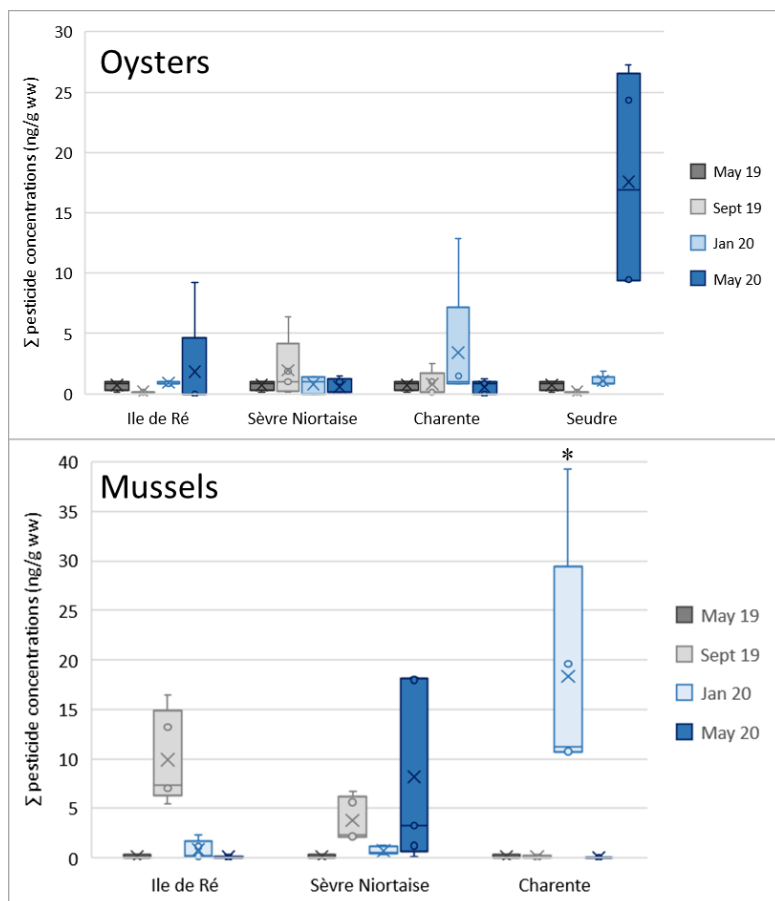 Oysters
Σ pesticide concentrations (ng/g ww)
30
25
20
15
10
5
0
Ile de Ré Sèvre Niortaise Charente Seudre
May 19
Sept 19
Jan 20
May 20
Mussels
*
Σ pesticide concentrations (ng/g ww)
40
35
30
25
20
15
10
5
0
Ile de Ré Sèvre Niortaise Charente
May 19
Sept 19
Jan 20
May 20